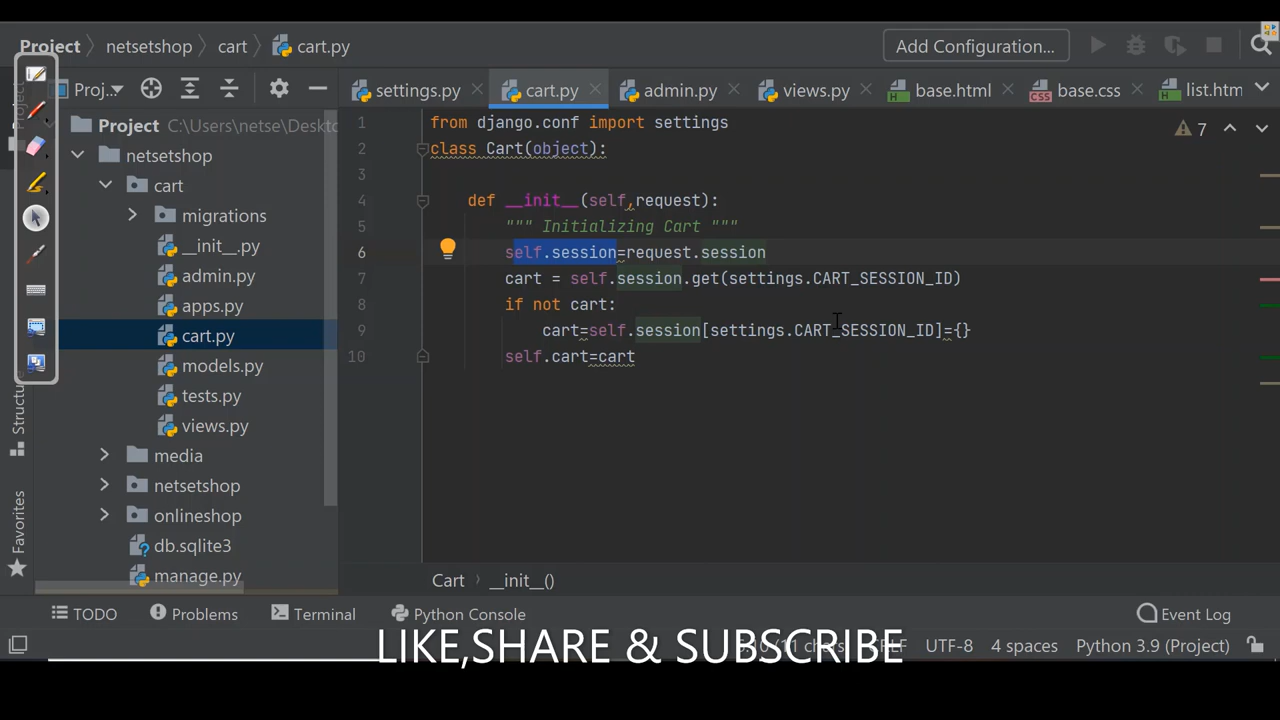 Project netsetshop cart cart.py Add Configuration...
Proj... settings.py cart.py admin.py views.py base.html base.css list.htm
Project C:\Users\netse\Deskto
netsetshop
cart
migrations
__init__.py
admin.py
apps.py
cart.py
models.py
tests.py
views.py
media
netsetshop
onlineshop
db.sqlite3
manage.py
Project
Structure
Favorites
1 from django.conf import settings
2 class Cart(object):
3
4 def __init__(self,request):
5 """ Initializing Cart """
6 self.session=request.session
7 cart = self.session.get(settings.CART_SESSION_ID)
8 if not cart:
9 cart=self.session[settings.CART_SESSION_ID]={}
10 self.cart=cart
7
Cart __init__()
TODO Problems Terminal Python Console Event Log
UTF-8 4 spaces Python 3.9 (Project)
LIKE,SHARE & SUBSCRIBE